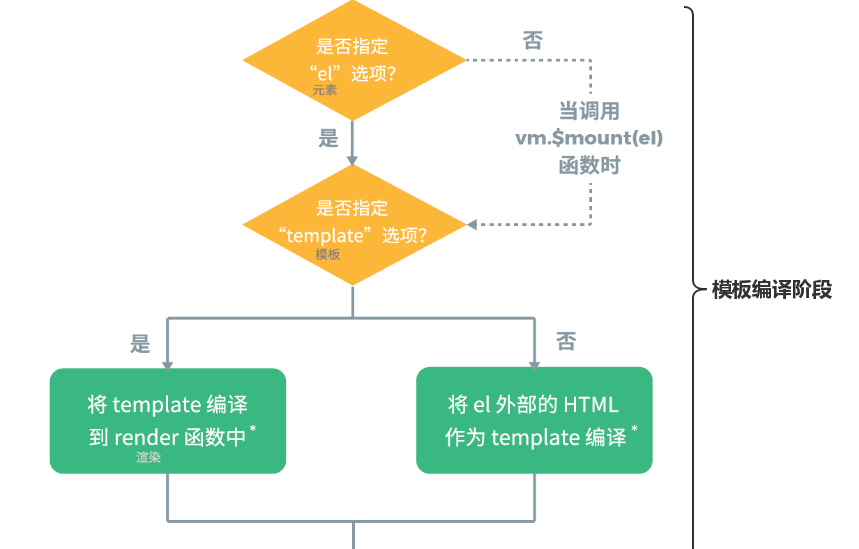 是否指定
“el”选项?
元素
否
当调用
vm.$mount(el)
函数时
是
是否指定
“template”选项?
模板
模板编译阶段
是
否
将 template 编译
到 render 函数中*
渲染
将 el 外部的 HTML
作为 template 编译*